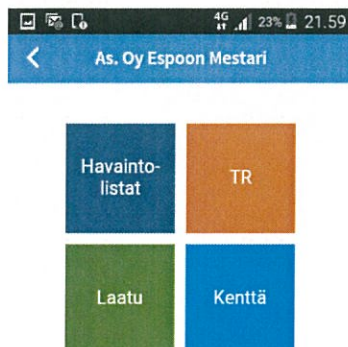 4G 23% 21.59
As. Oy Espoon Mestari
Havainto-
listat
TR
Laatu
Kenttä